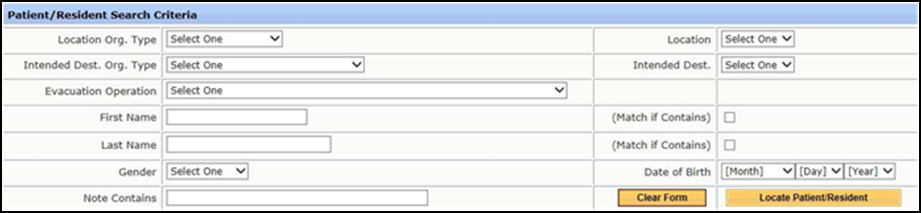 Patient/Resident Search Criteria
Location Org. Type Select One Location Select One
Intended Dest. Org. Type Select One Intended Dest. Select One
Evacuation Operation Select One
First Name (Match if Contains)
Last Name (Match if Contains)
Gender Select One Date of Birth [Month] [Day] [Year]
Note Contains Clear Form Locate Patient/Resident